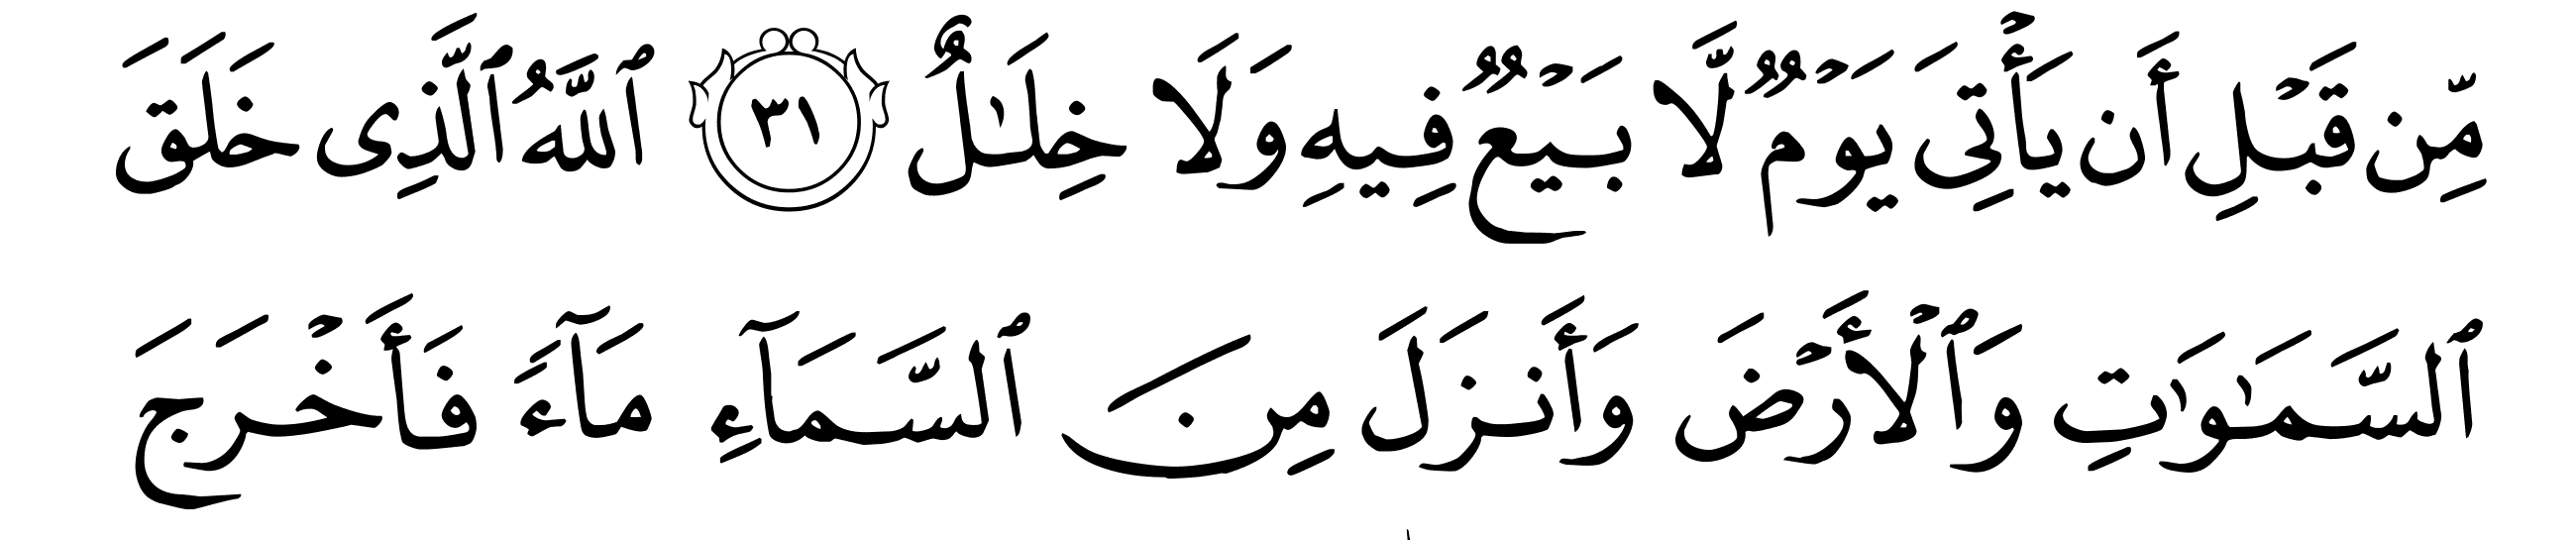 مِّن قَبْلِ أَن يَأْتِىَ يَوْمٌ لَّا بَيْعٌ فِيهِ وَلَا خِلَـٰلٌ ٣١ ٱللَّهُ ٱلَّذِى خَلَقَ
ٱلسَّمَـٰوَٰتِ وَٱلْأَرْضَ وَأَنزَلَ مِنَ ٱلسَّمَآءِ مَآءً فَأَخْرَجَ